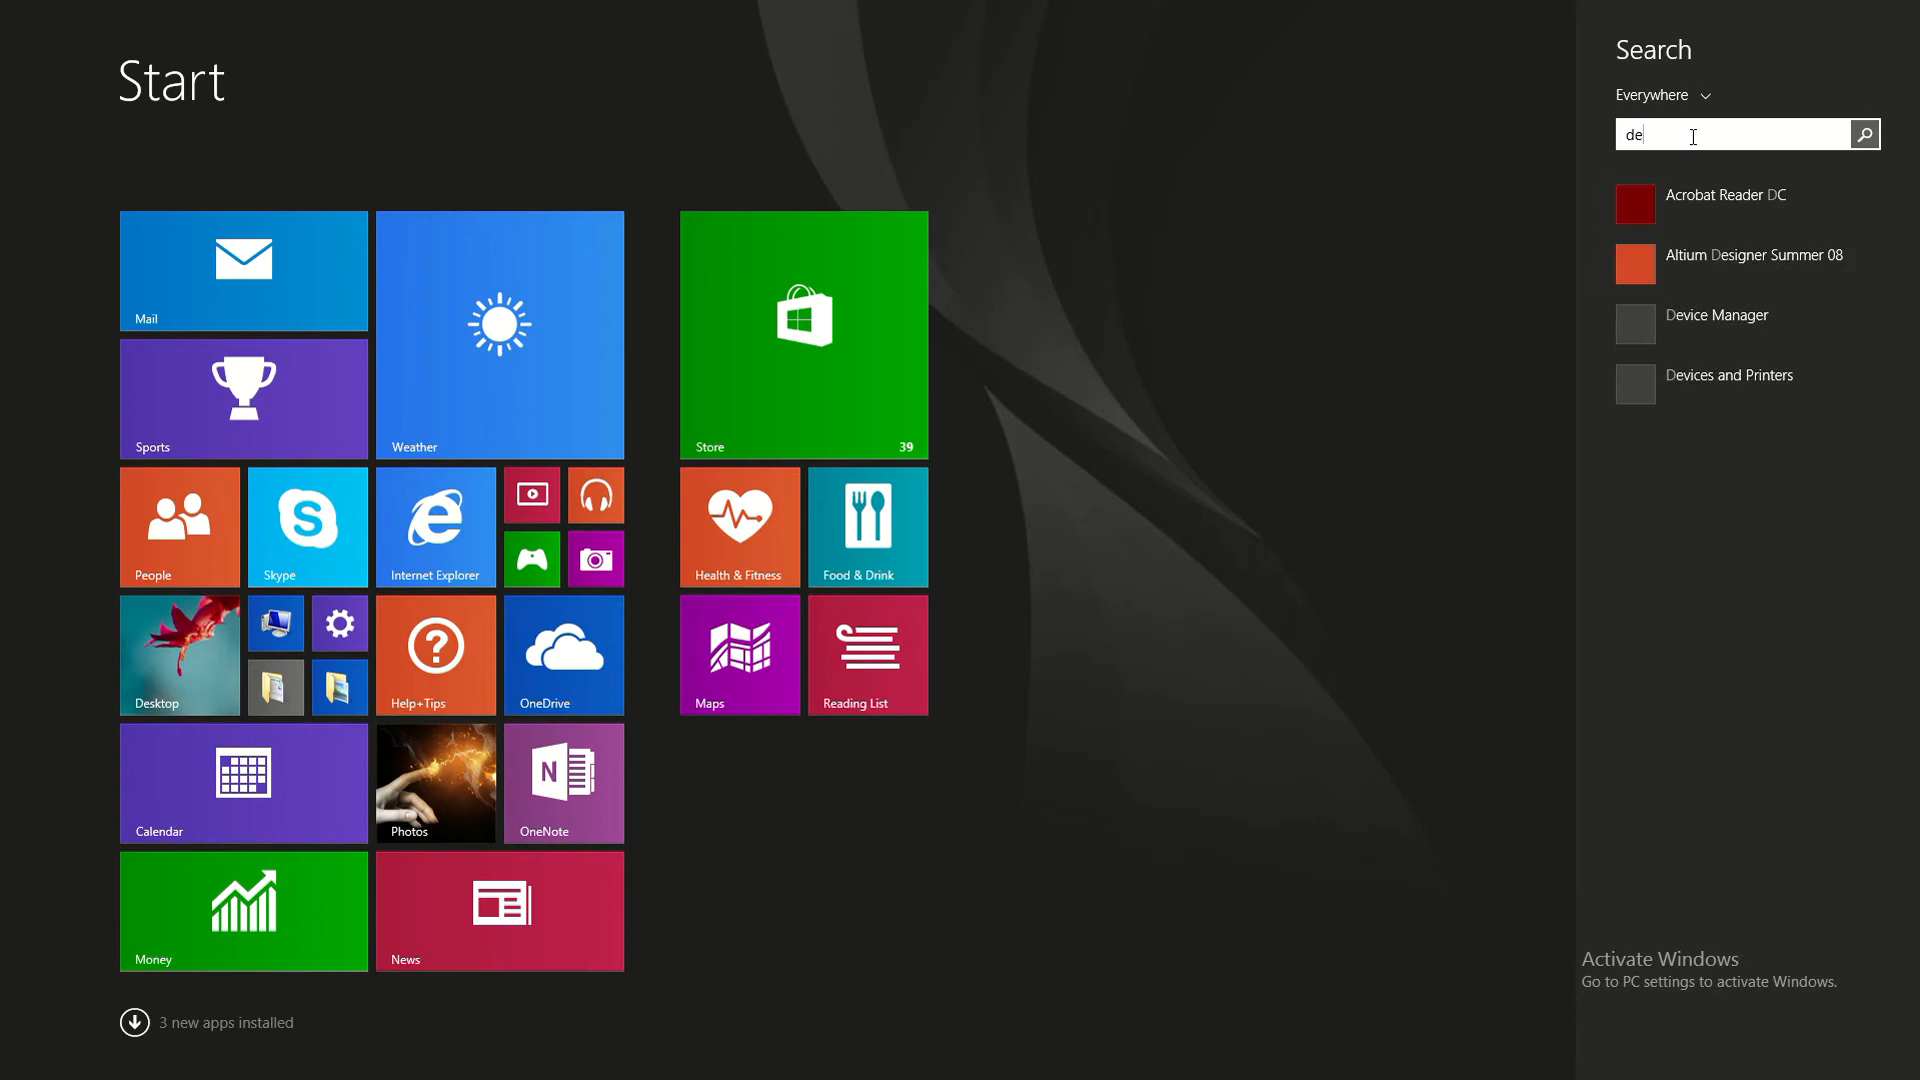 Start
Search
Everywhere
de
Acrobat Reader DC
Altium Designer Summer 08
Device Manager
Devices and Printers
Mail
Sports
Weather
Store 39
People
Skype
Internet Explorer
Health & Fitness
Food & Drink
Desktop
Help+Tips
OneDrive
Maps
Reading List
Calendar
Photos
N
OneNote
Money
News
Activate Windows
Go to PC settings to activate Windows.
3 new apps installed